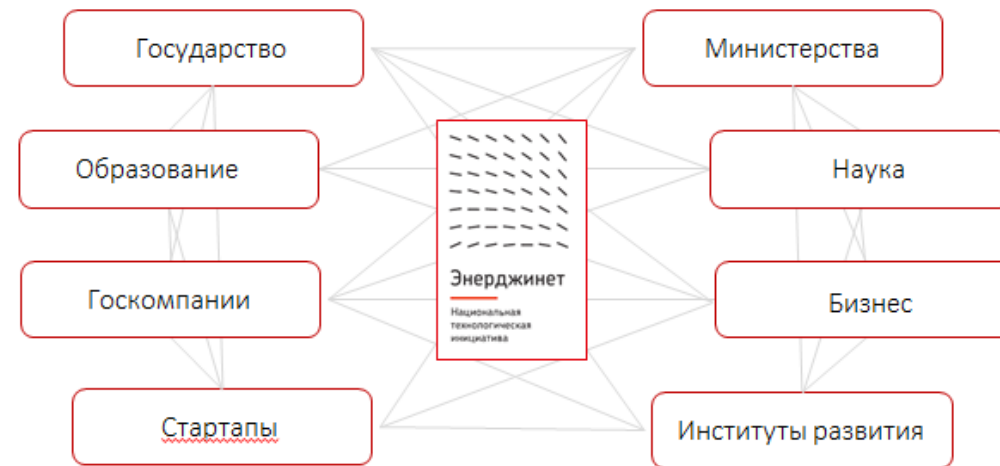 Государство
Министерства
Образование
Наука
Энерджинет
Национальная
технологическая
инициатива
Госкомпании
Бизнес
Стартапы
Институты развития